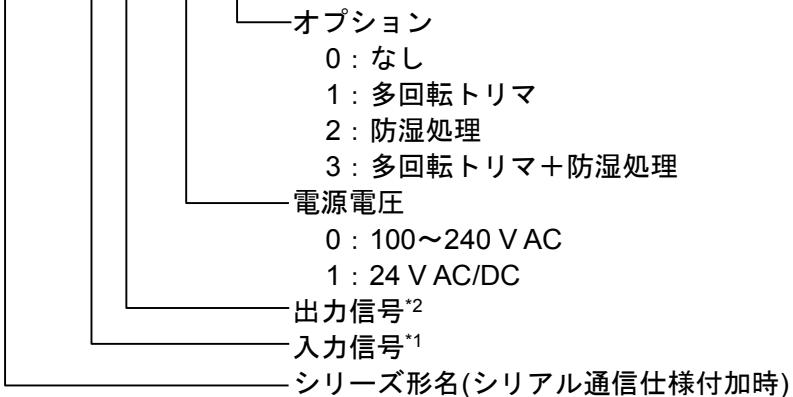 オプション
0：なし
1：多回転トリマ
2：防湿処理
3：多回転トリマ＋防湿処理
電源電圧
0：100～240 V AC
1：24 V AC/DC
出力信号*2
入力信号*1
シリーズ形名(シリアル通信仕様付加時)